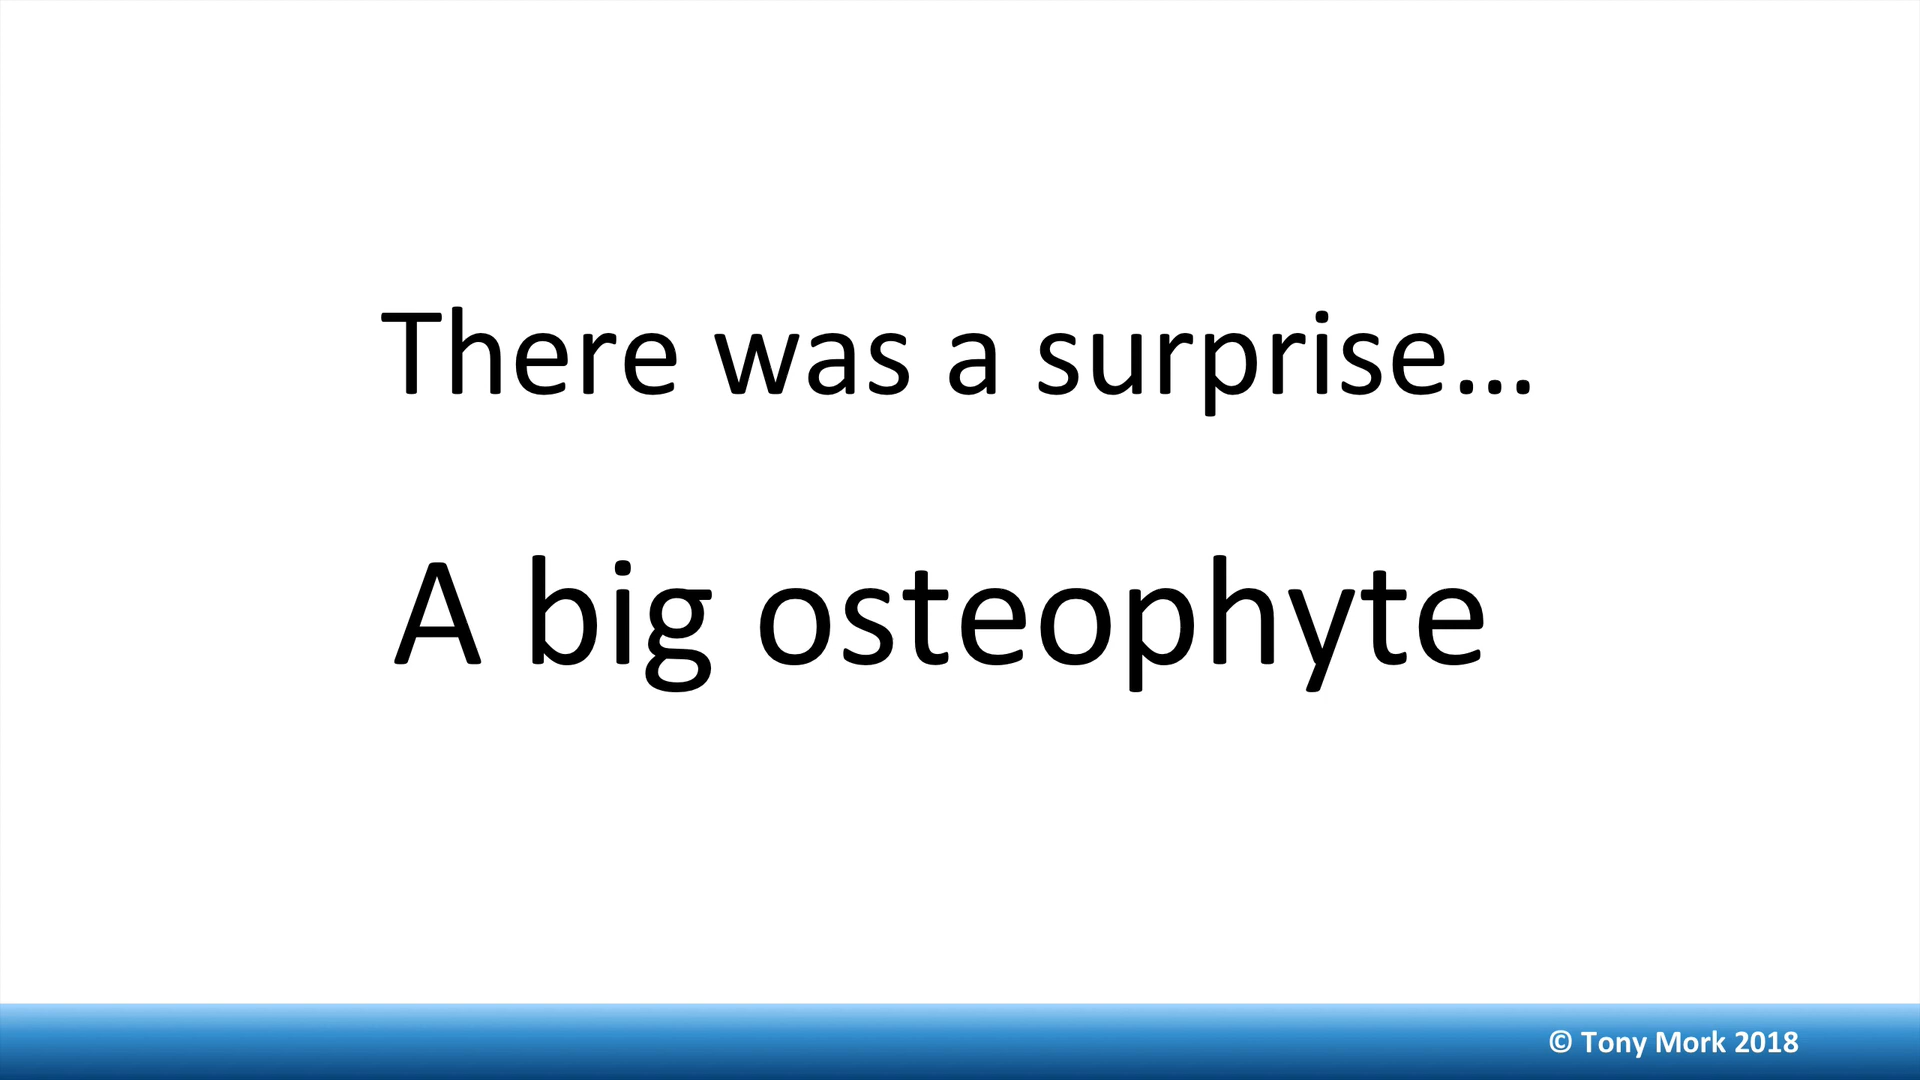 There was a surprise…
A big osteophyte
© Tony Mork 2018